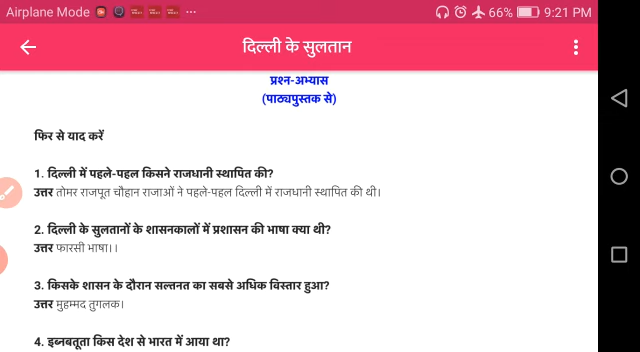 Airplane Mode ... 66% 9:21 PM
दिल्ली के सुलतान
प्रश्न-अभ्यास
(पाठ्यपुस्तक से)
फिर से याद करें
1. दिल्ली में पहले-पहल किसने राजधानी स्थापित की?
उत्तर तोमर राजपूत चौहान राजाओं ने पहले-पहल दिल्ली में राजधानी स्थापित की थी।
2. दिल्ली के सुलतानों के शासनकालों में प्रशासन की भाषा क्या थी?
उत्तर फारसी भाषा।।
3. किसके शासन के दौरान सल्तनत का सबसे अधिक विस्तार हुआ?
उत्तर मुहम्मद तुगलक।
4. इब्नबतूता किस देश से भारत में आया था?